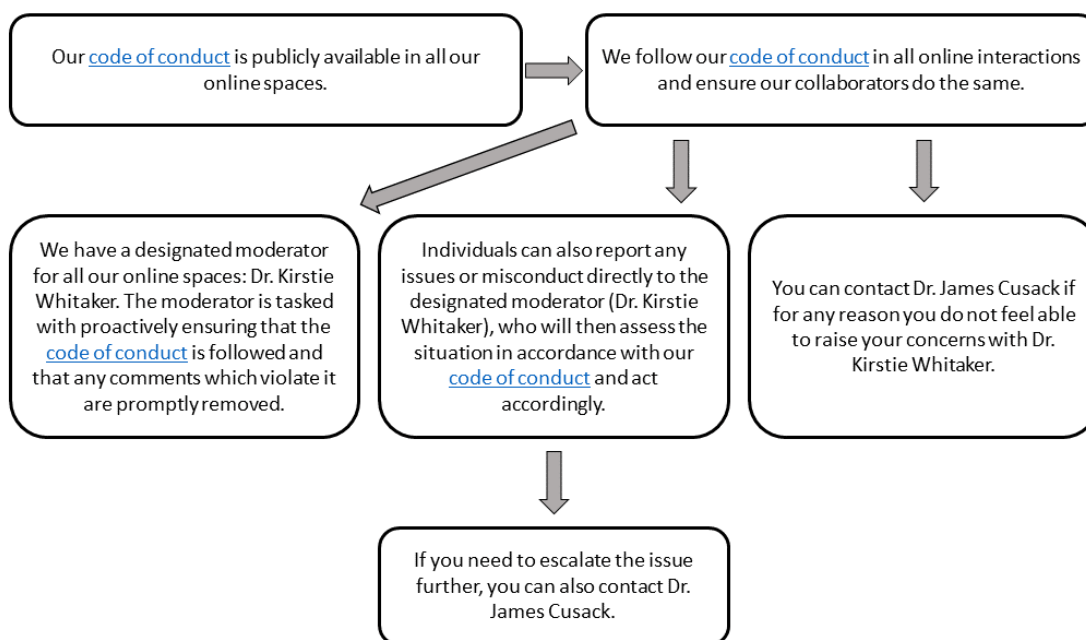 Our code of conduct is publicly available in all our
online spaces.
We follow our code of conduct in all online interactions
and ensure our collaborators do the same.
We have a designated moderator
for all our online spaces: Dr. Kirstie
Whitaker. The moderator is tasked
with proactively ensuring that the
code of conduct is followed and
that any comments which violate it
are promptly removed.
Individuals can also report any
issues or misconduct directly to the
designated moderator (Dr. Kirstie
Whitaker), who will then assess the
situation in accordance with our
code of conduct and act
accordingly.
You can contact Dr. James Cusack if
for any reason you do not feel able
to raise your concerns with Dr.
Kirstie Whitaker.
If you need to escalate the issue
further, you can also contact Dr.
James Cusack.